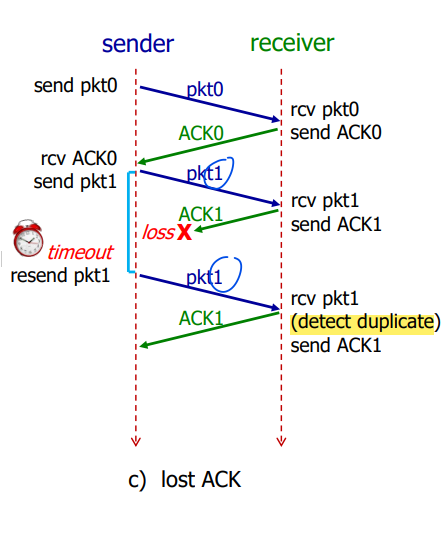 sender
receiver
send pkt0
pkt0
rcv pkt0
send ACK0
ACK0
rcv ACK0
send pkt1
pkt1
rcv pkt1
send ACK1
ACK1
loss X
timeout
resend pkt1
pkt1
rcv pkt1
(detect duplicate)
send ACK1
ACK1
c) lost ACK